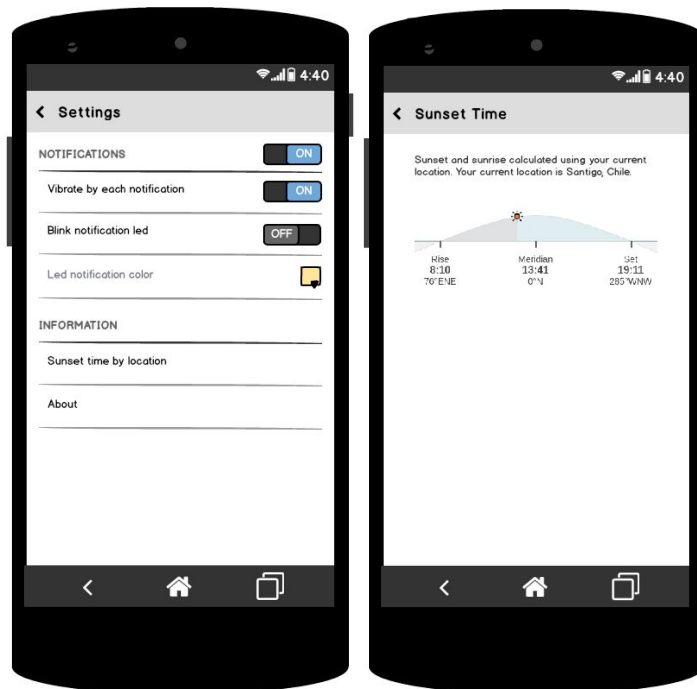 4:40
Settings
NOTIFICATIONS ON
Vibrate by each notification ON
Blink notification led OFF
Led notification color
INFORMATION
Sunset time by location
About
4:40
Sunset Time
Sunset and sunrise calculated using your current
location. Your current location is Santigo, Chile.
Rise Meridian Set
8:10 13:41 19:11
76°ENE 0°N 285°WNW